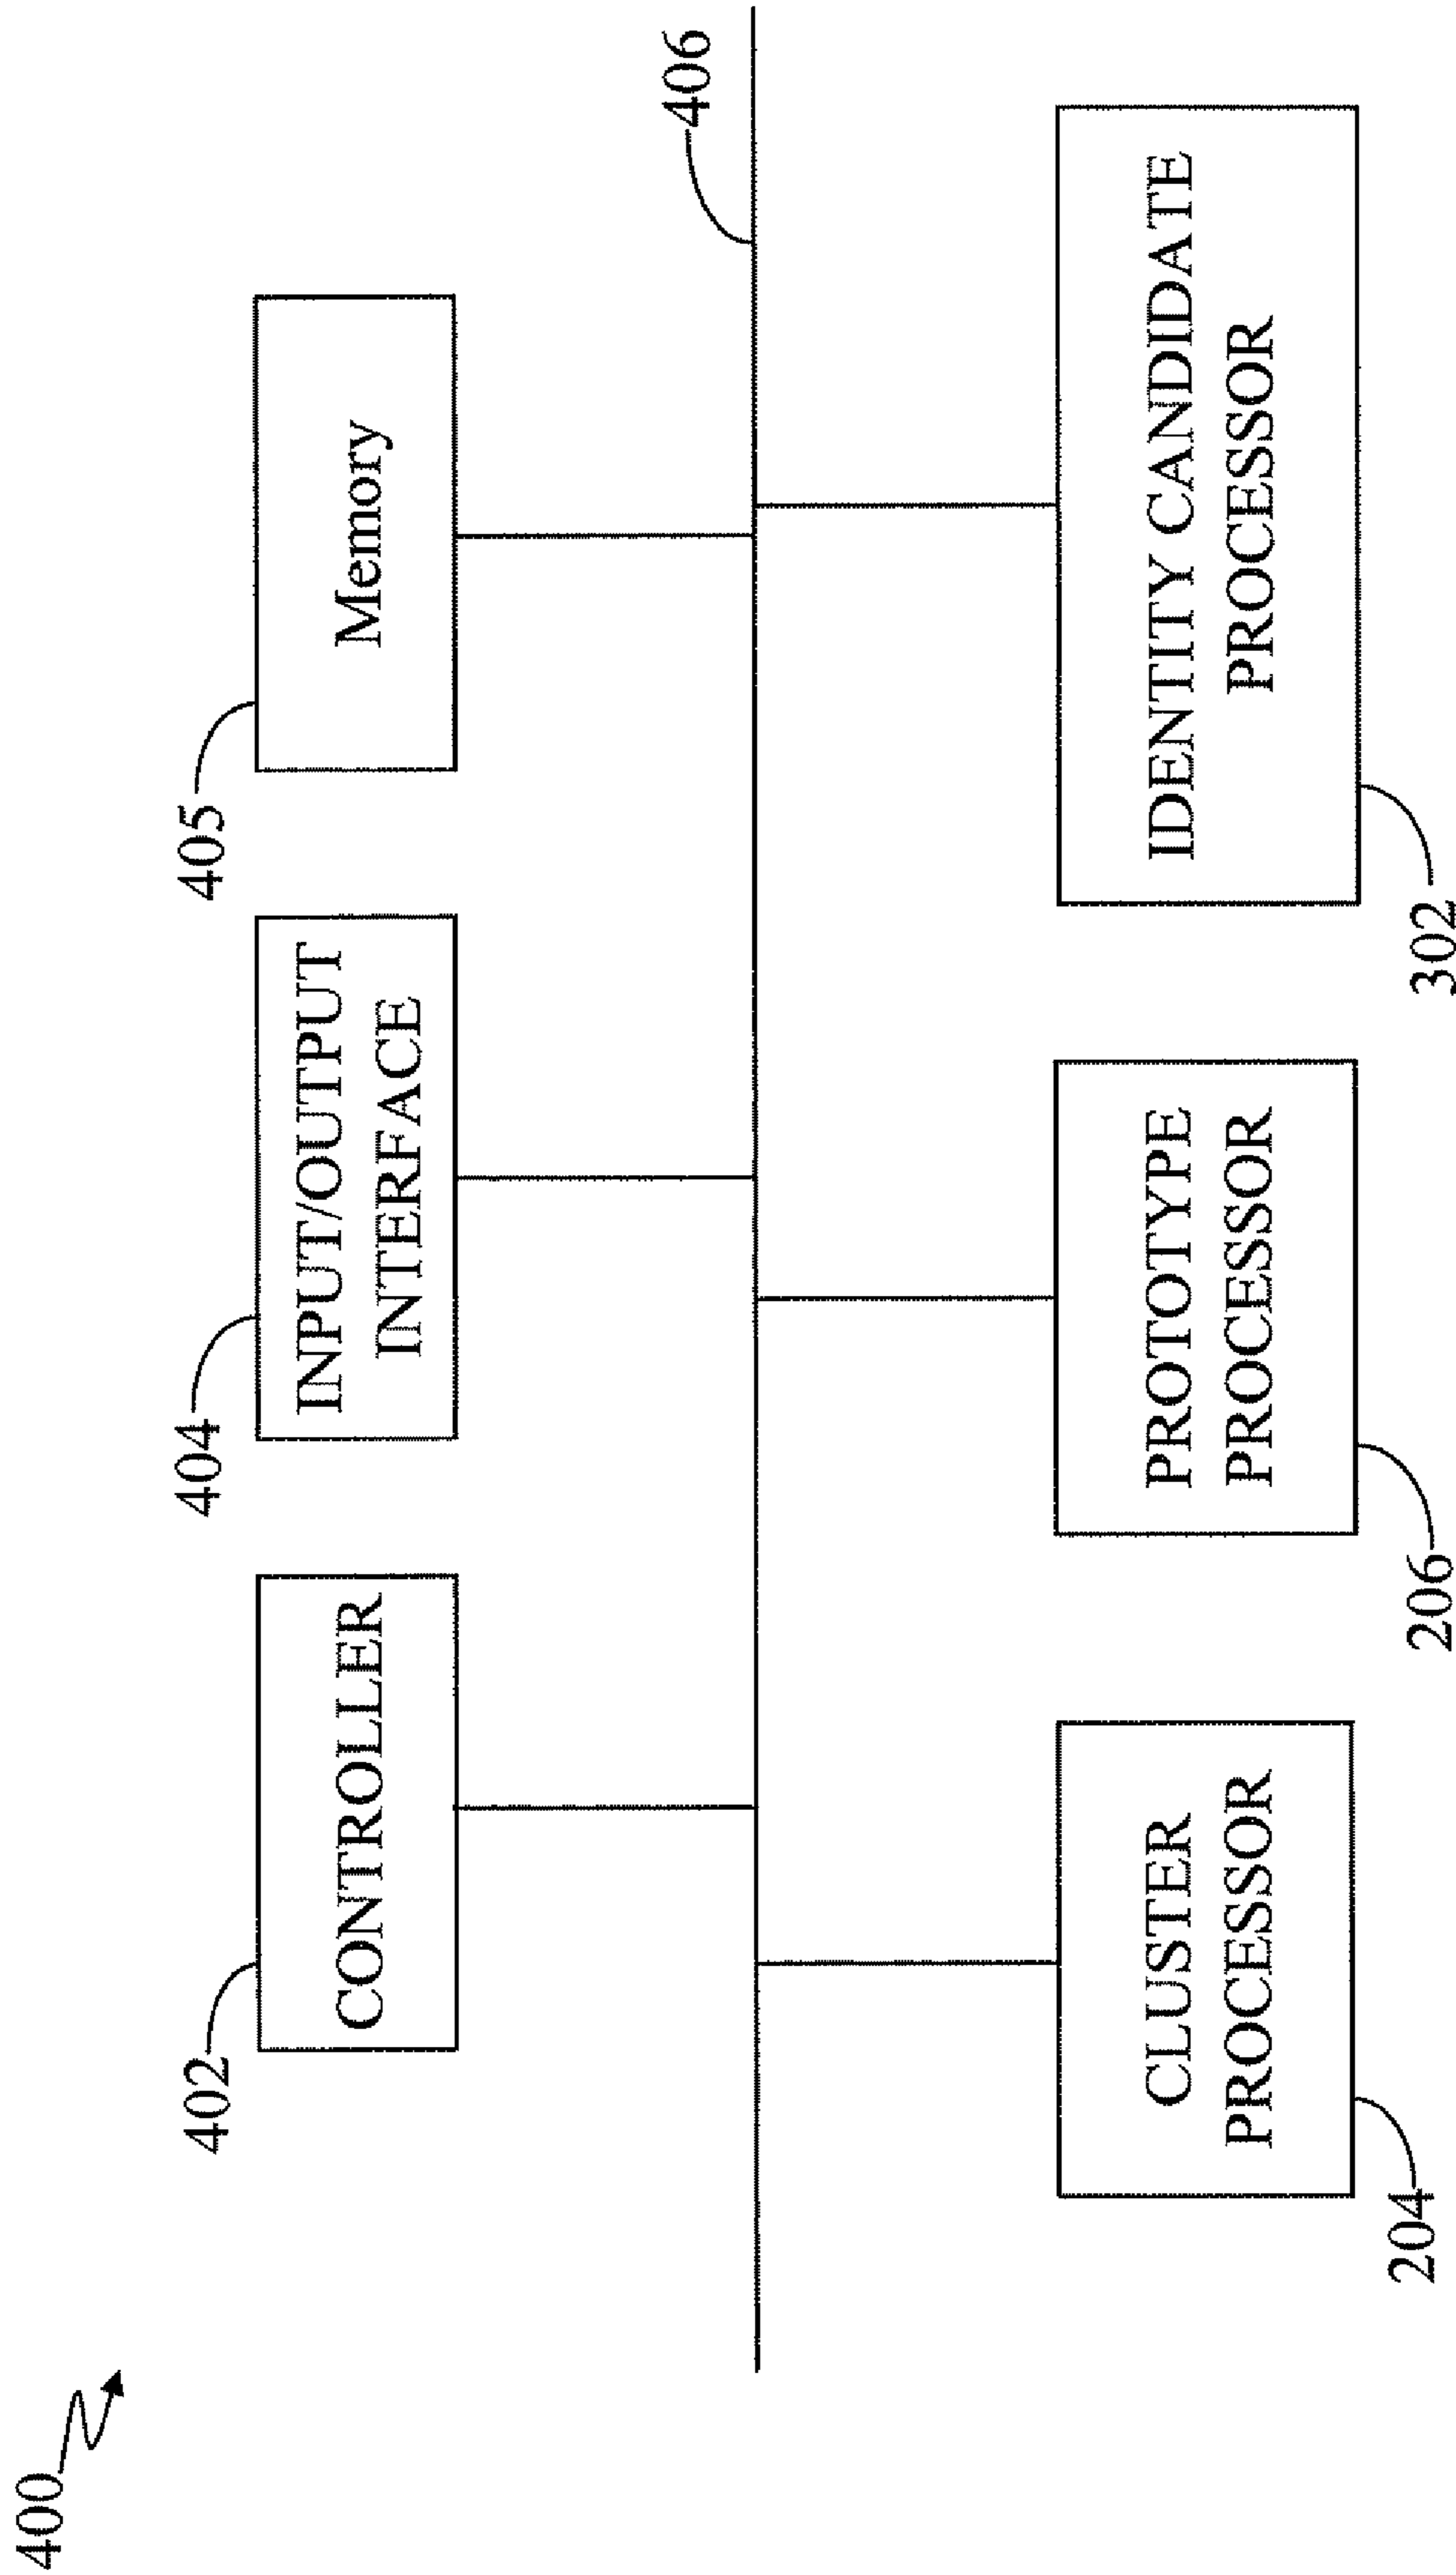 400
402
CONTROLLER
404
INPUT/OUTPUT
INTERFACE
405
Memory
406
CLUSTER
PROCESSOR
204
PROTOTYPE
PROCESSOR
206
IDENTITY CANDIDATE
PROCESSOR
302